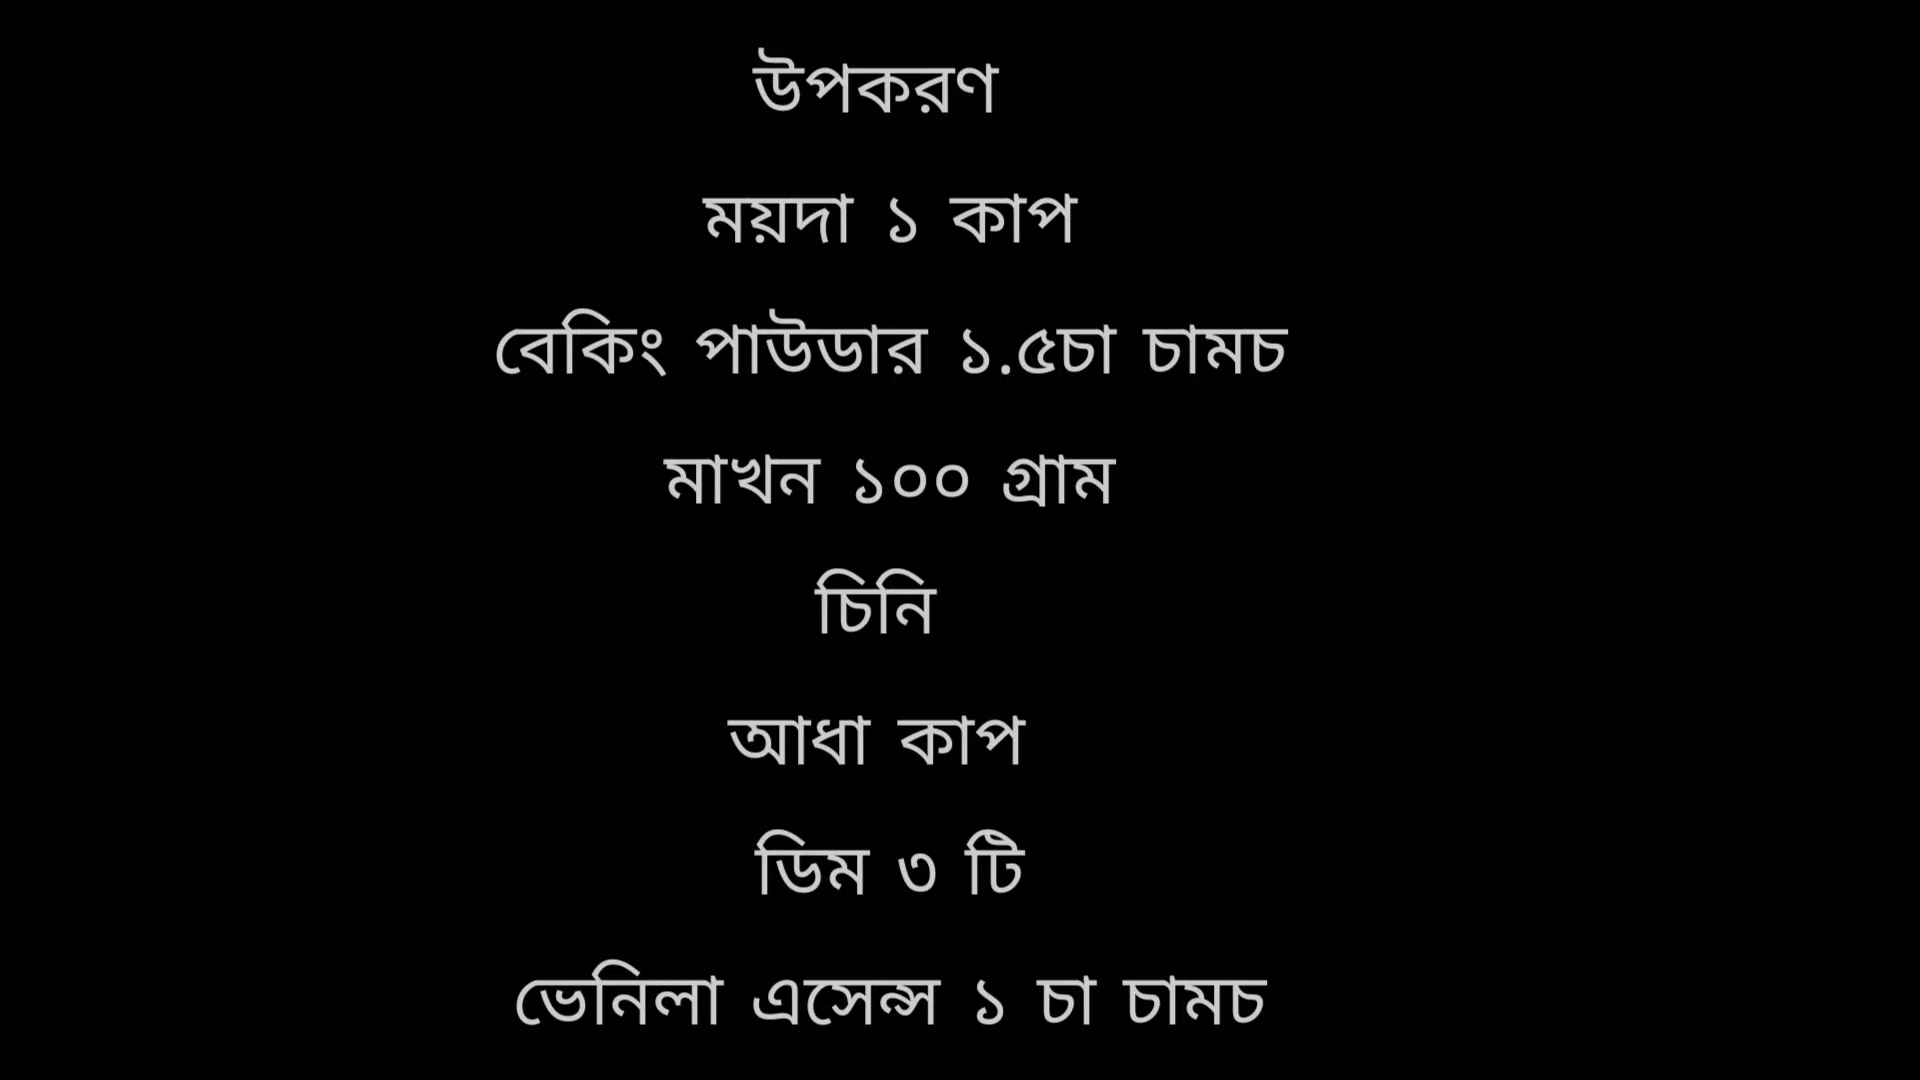 উপকরণ
ময়দা ১ কাপ
বেকিং পাউডার ১.৫চা চামচ
মাখন ১০০ গ্রাম
চিনি
আধা কাপ
ডিম ৩ টি
ভেনিলা এসেন্স ১ চা চামচ